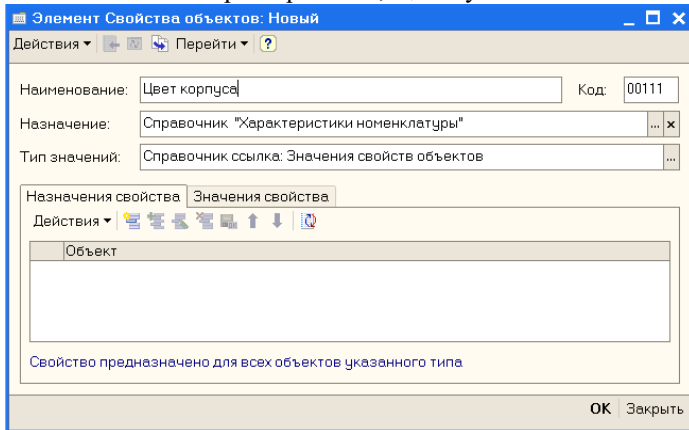 Элемент Свойства объектов: Новый
Действия Перейти ?
Наименование: Цвет корпуса Код: 00111
Назначение: Справочник "Характеристики номенклатуры" ... x
Тип значений: Справочник ссылка: Значения свойств объектов ...
Назначения свойства Значения свойства
Действия
Объект
Свойство предназначено для всех объектов указанного типа
OK Закрыть